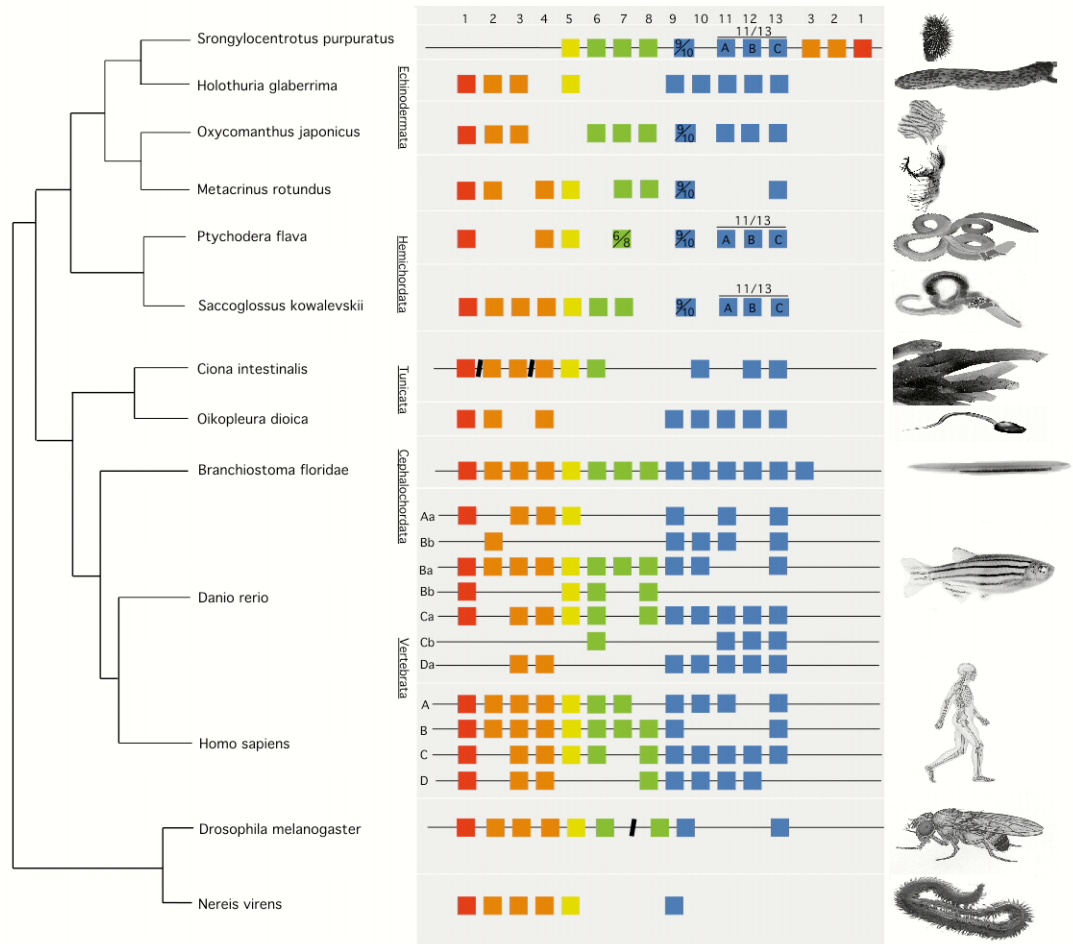 1 2 3 4 5 6 7 8 9 10 11 12 13 3 2 1
11/13
Srongylocentrotus purpuratus
9/10 A B C
Echinodermata
Holothuria glaberrima
Oxycomanthus japonicus
9/10
Metacrinus rotundus
9/10
Hemichordata
11/13
Ptychodera flava
6/8 9/10 A B C
11/13
Saccoglossus kowalevskii
9/10 A B C
Tunicata
Ciona intestinalis
Oikopleura dioica
Cephalochordata
Branchiostoma floridae
Aa
Bb
Ba
Bb
Danio rerio
Ca
Cb
Vertebrata
Da
A
B
Homo sapiens
C
D
Drosophila melanogaster
Nereis virens